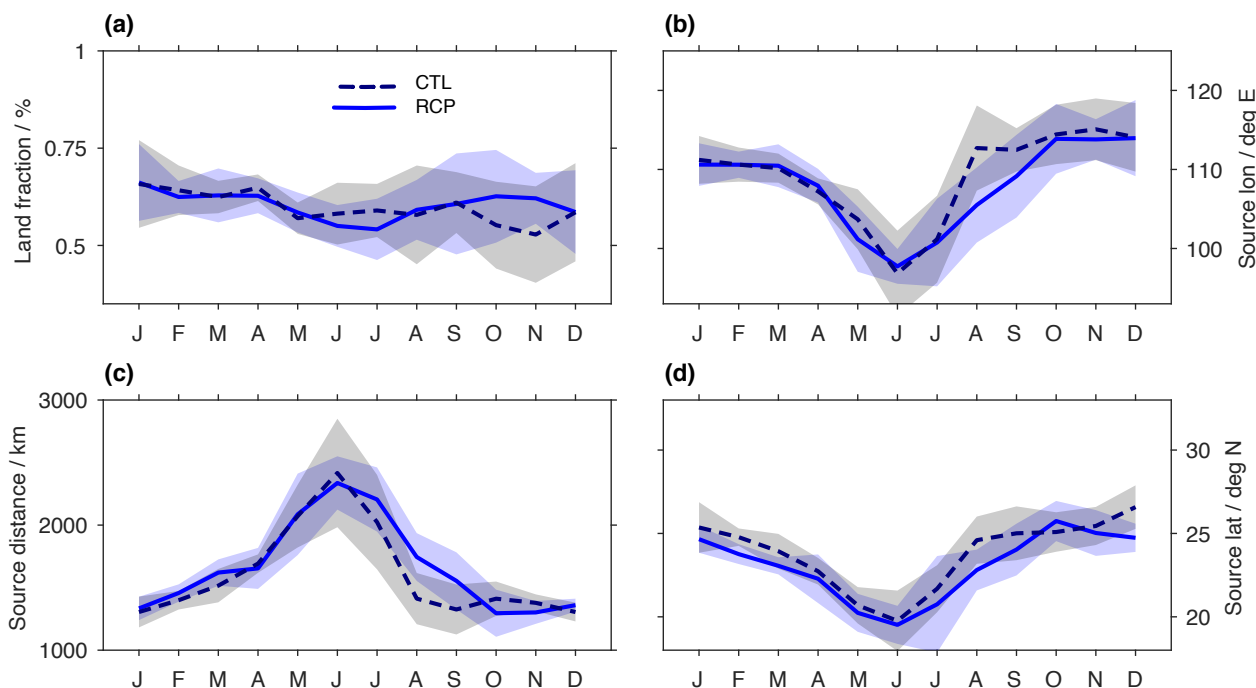 (a)
1
0.75
0.5
Land fraction / %
CTL
RCP
J F M A M J J A S O N D
(b)
120
110
100
Source lon / deg E
J F M A M J J A S O N D
(c)
3000
2000
1000
Source distance / km
J F M A M J J A S O N D
(d)
30
25
20
Source lat / deg N
J F M A M J J A S O N D